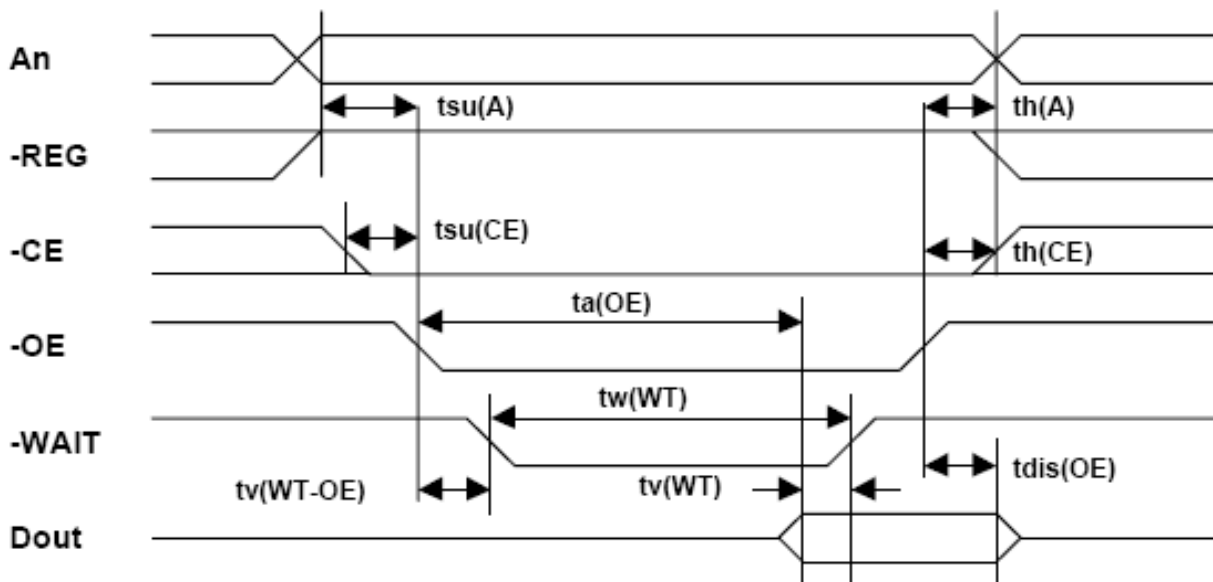 An
tsu(A) th(A)
-REG
tsu(CE)
-CE th(CE)
ta(OE)
-OE
tw(WT)
-WAIT
tdis(OE)
tv(WT-OE) tv(WT)
Dout